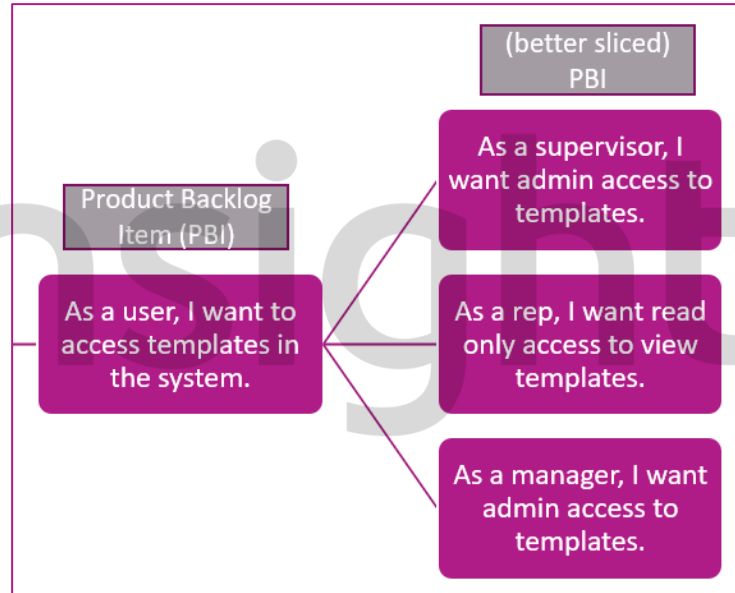 (better sliced)
PBI
As a supervisor, I
want admin access to
templates.
Product Backlog
Item (PBI)
As a user, I want to
access templates in
the system.
As a rep, I want read
only access to view
templates.
As a manager, I want
admin access to
templates.
nsight